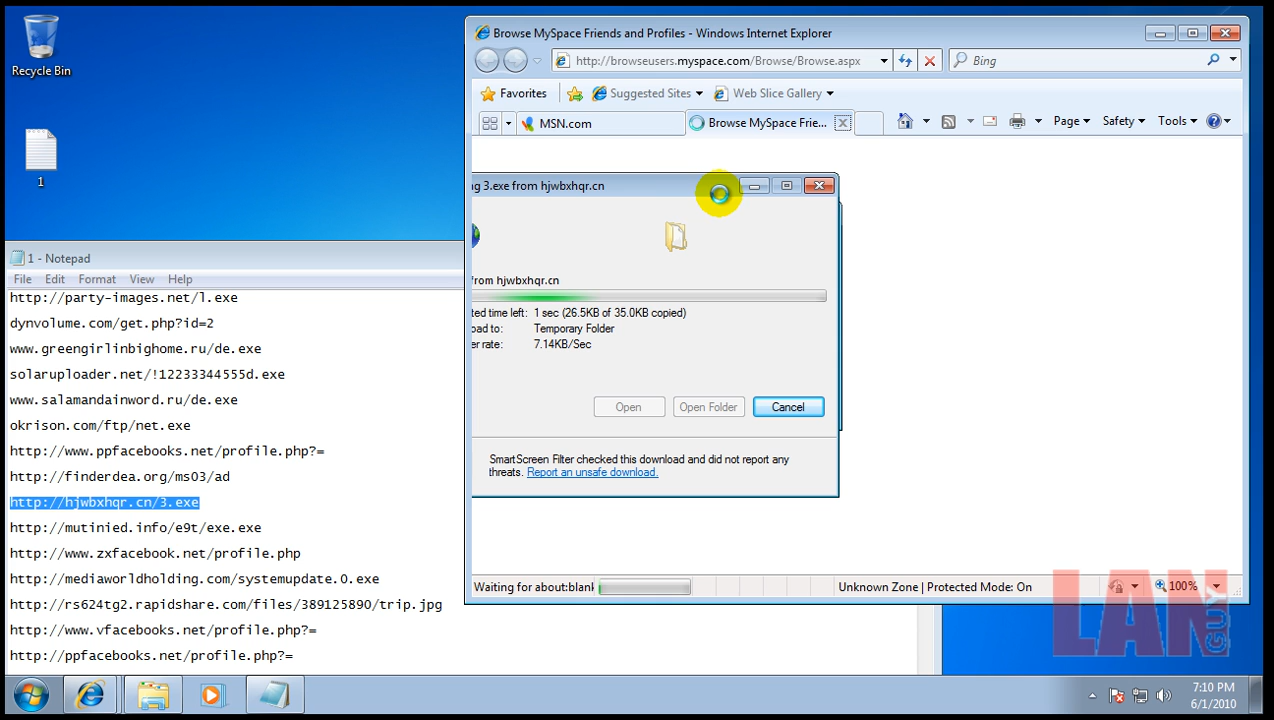 Recycle Bin
1
Browse MySpace Friends and Profiles - Windows Internet Explorer
http://browseusers.myspace.com/Browse/Browse.aspx
Bing
Favorites
Suggested Sites
Web Slice Gallery
MSN.com
Browse MySpace Frie...
Page
Safety
Tools
g 3.exe from hjwbxhqr.cn
from hjwbxhqr.cn
ted time left: 1 sec (26.5KB of 35.0KB copied)
oad to: Temporary Folder
er rate: 7.14KB/Sec
Open
Open Folder
Cancel
SmartScreen Filter checked this download and did not report any
threats. Report an unsafe download.
Waiting for about:blank
Unknown Zone | Protected Mode: On
100%
1 - Notepad
File Edit Format View Help
http://party-images.net/l.exe
dynvolume.com/get.php?id=2
www.greengirlinbighome.ru/de.exe
solaruploader.net/!12233344555d.exe
www.salamandainword.ru/de.exe
okrison.com/ftp/net.exe
http://www.ppfacebooks.net/profile.php?=
http://finderdea.org/ms03/ad
http://hjwbxhqr.cn/3.exe
http://mutinied.info/e9t/exe.exe
http://www.zxfacebook.net/profile.php
http://mediaworldholding.com/systemupdate.0.exe
http://rs624tg2.rapidshare.com/files/389125890/trip.jpg
http://www.vfacebooks.net/profile.php?=
http://ppfacebooks.net/profile.php?=
LAN
GUY
7:10 PM
6/1/2010